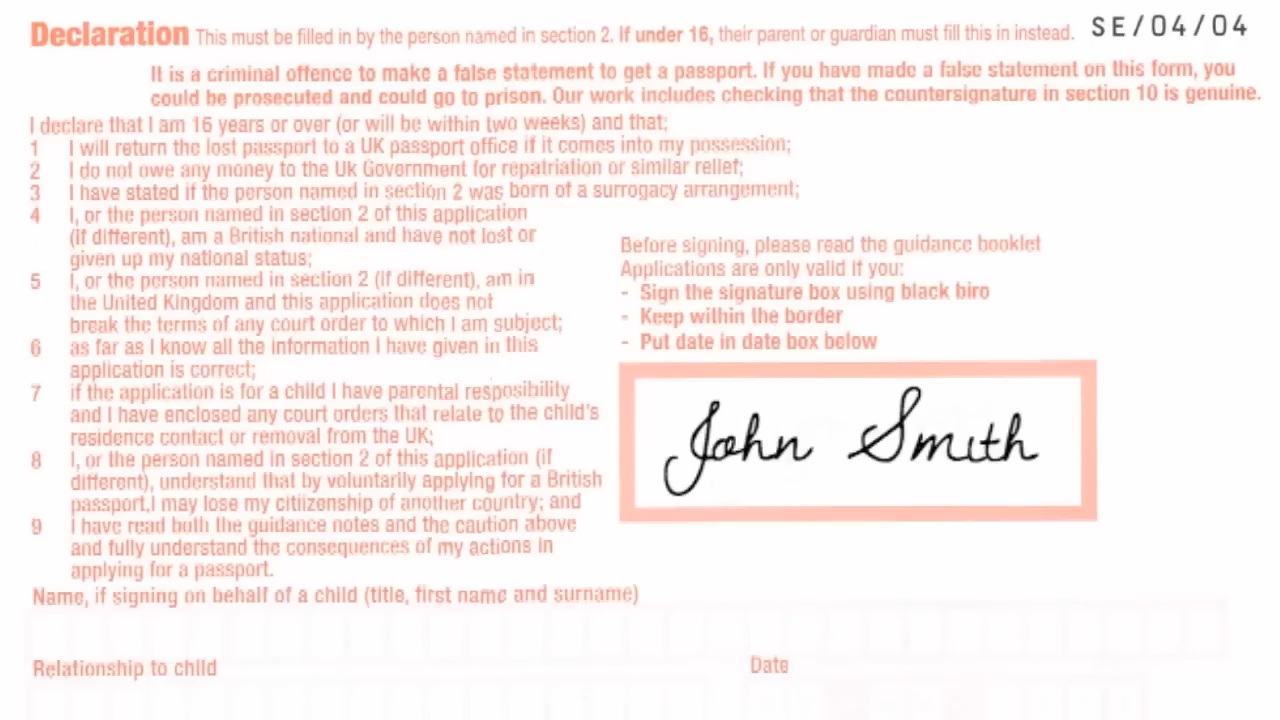 Declaration This must be filled in by the person named in section 2. If under 16, their parent or guardian must fill this in instead. SE/04/04
It is a criminal offence to make a false statement to get a passport. If you have made a false statement on this form, you
could be prosecuted and could go to prison. Our work includes checking that the countersignature in section 10 is genuine.
I declare that I am 16 years or over (or will be within two weeks) and that;
1 I will return the lost passport to a UK passport office if it comes into my possession;
2 I do not owe any money to the Uk Government for repatriation or similar relief;
3 I have stated if the person named in section 2 was born of a surrogacy arrangement;
4 I, or the person named in section 2 of this application
(if different), am a British national and have not lost or
given up my national status;
5 I, or the person named in section 2 (if different), am in
the United Kingdom and this application does not
break the terms of any court order to which I am subject;
6 as far as I know all the information I have given in this
application is correct;
7 if the application is for a child I have parental resposibility
and I have enclosed any court orders that relate to the child's
residence contact or removal from the UK;
8 I, or the person named in section 2 of this application (if
different), understand that by voluntarily applying for a British
passport,I may lose my citizenship of another country; and
9 I have read both the guidance notes and the caution above
and fully understand the consequences of my actions in
applying for a passport.
Before signing, please read the guidance booklet
Applications are only valid if you:
- Sign the signature box using black biro
- Keep within the border
- Put date in date box below
John Smith
Name, if signing on behalf of a child (title, first name and surname)
Relationship to child
Date